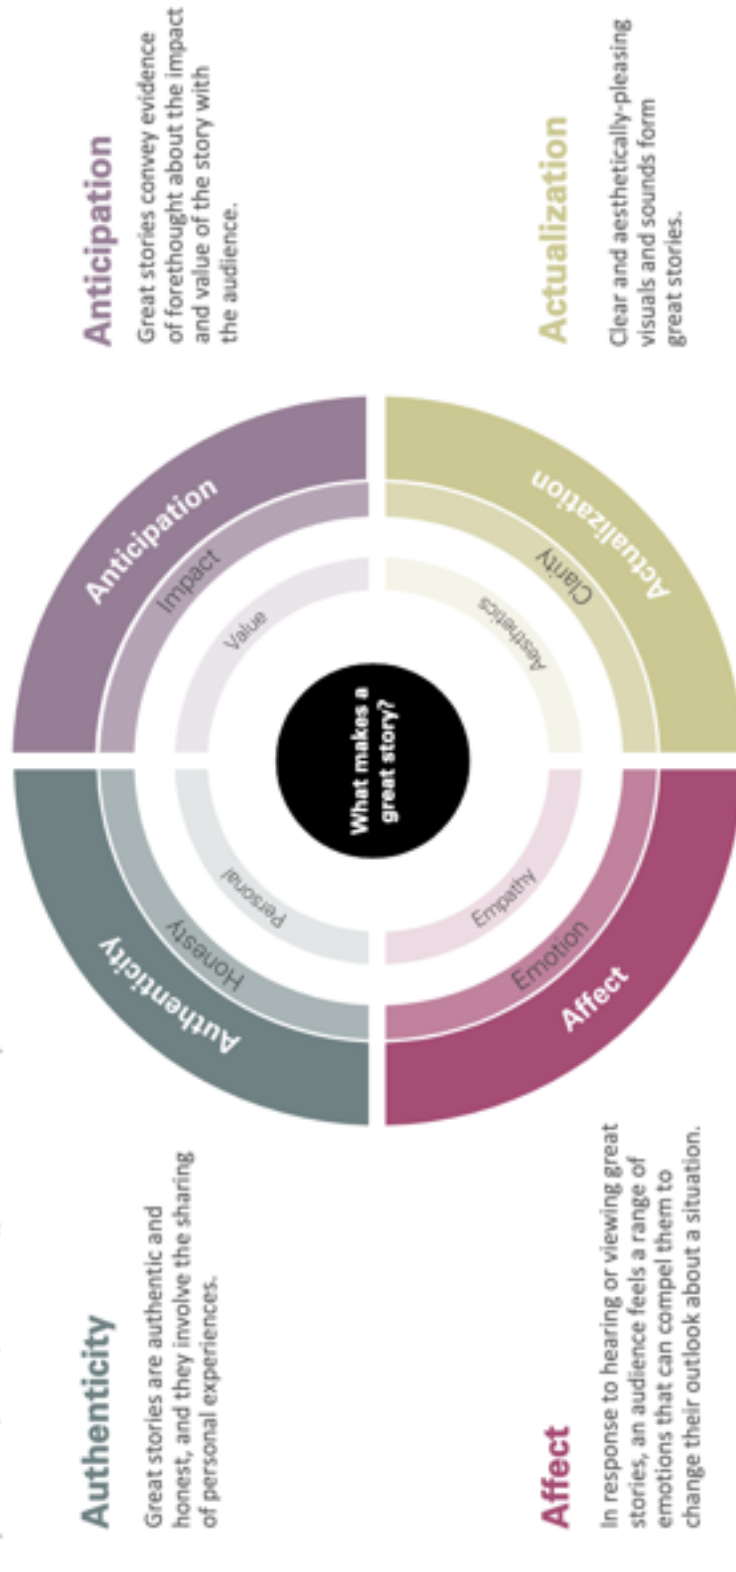 Authenticity
Great stories are authentic and
honest, and they involve the sharing
of personal experiences.
Anticipation
Great stories convey evidence
of forethought about the impact
and value of the story with
the audience.
Authenticity
Honesty
Personal
Anticipation
Impact
Value
What makes a
great story?
Affect
Emotion
Empathy
Actualization
Clarity
Aesthetics
Affect
In response to hearing or viewing great
stories, an audience feels a range of
emotions that can compel them to
change their outlook about a situation.
Actualization
Clear and aesthetically-pleasing
visuals and sounds form
great stories.